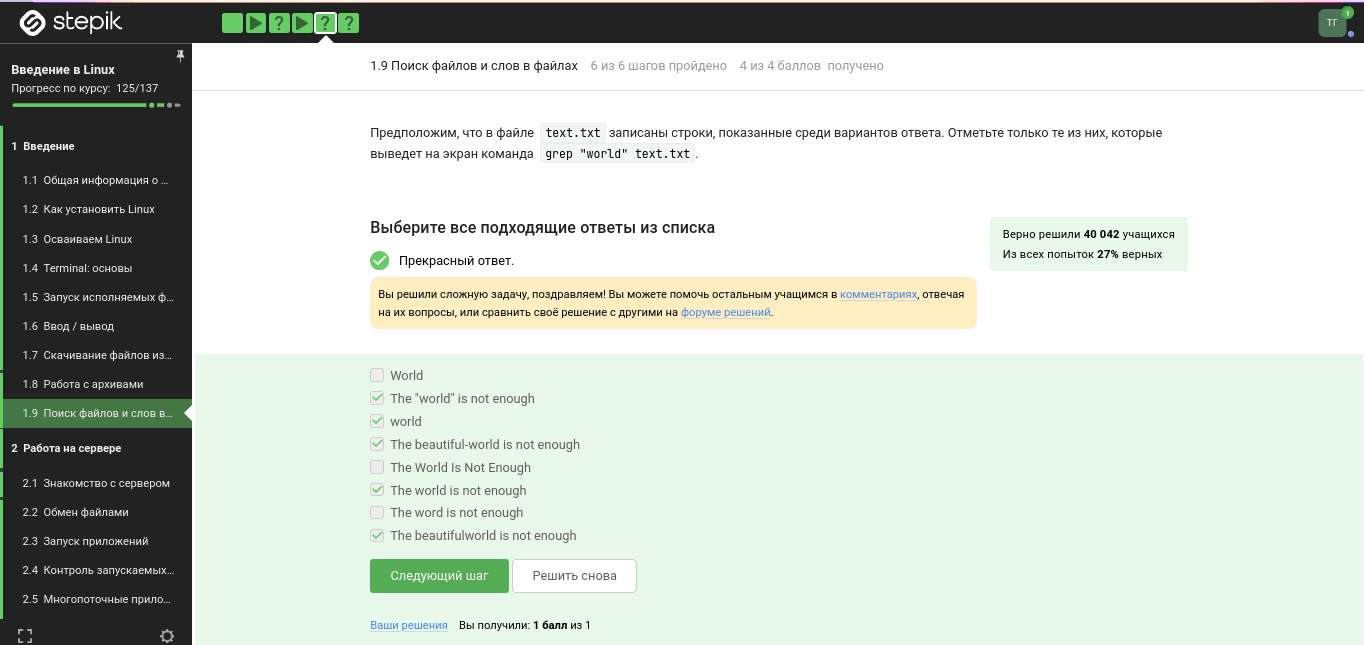 stepik
? ? ?
ТГ
1
Введение в Linux
Прогресс по курсу: 125/137
1 Введение
1.1 Общая информация о ...
1.2 Как установить Linux
1.3 Осваиваем Linux
1.4 Terminal: основы
1.5 Запуск исполняемых ф...
1.6 Ввод / вывод
1.7 Скачивание файлов из...
1.8 Работа с архивами
1.9 Поиск файлов и слов в...
2 Работа на сервере
2.1 Знакомство с сервером
2.2 Обмен файлами
2.3 Запуск приложений
2.4 Контроль запускаемых...
2.5 Многопоточные прило...
1.9 Поиск файлов и слов в файлах 6 из 6 шагов пройдено 4 из 4 баллов получено
Предположим, что в файле text.txt записаны строки, показанные среди вариантов ответа. Отметьте только те из них, которые
выведет на экран команда grep "world" text.txt.
Выберите все подходящие ответы из списка
Прекрасный ответ.
Вы решили сложную задачу, поздравляем! Вы можете помочь остальным учащимся в комментариях, отвечая
на их вопросы, или сравнить своё решение с другими на форуме решений.
Верно решили 40 042 учащихся
Из всех попыток 27% верных
World
The "world" is not enough
world
The beautiful-world is not enough
The World Is Not Enough
The world is not enough
The word is not enough
The beautifulworld is not enough
Следующий шаг Решить снова
Ваши решения Вы получили: 1 балл из 1